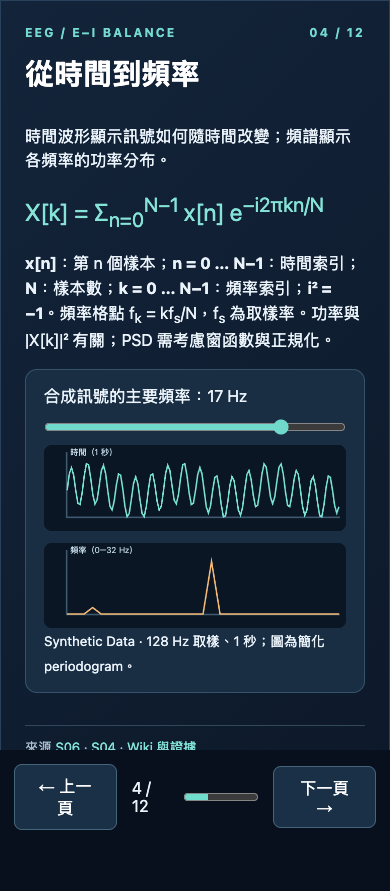 EEG / E–I BALANCE
04 / 12
從時間到頻率
時間波形顯示訊號如何隨時間改變；頻譜顯示
各頻率的功率分布。
X[k] = Σₙ₌₀ᴺ⁻¹ x[n] e^−i2πkn/N
x[n]：第 n 個樣本；n = 0 … N−1：時間索引；
N：樣本數；k = 0 … N−1：頻率索引；i² =
−1。頻率格點 fₖ = kfₛ/N，fₛ 為取樣率。功率與
|X[k]|² 有關；PSD 需考慮窗函數與正規化。
合成訊號的主要頻率：17 Hz
時間（1 秒）
頻率（0–32 Hz）
Synthetic Data · 128 Hz 取樣、1 秒；圖為簡化
periodogram。
來源 S06 · S04 · Wiki 與證據
← 上一
頁
4 /
12
下一頁
→